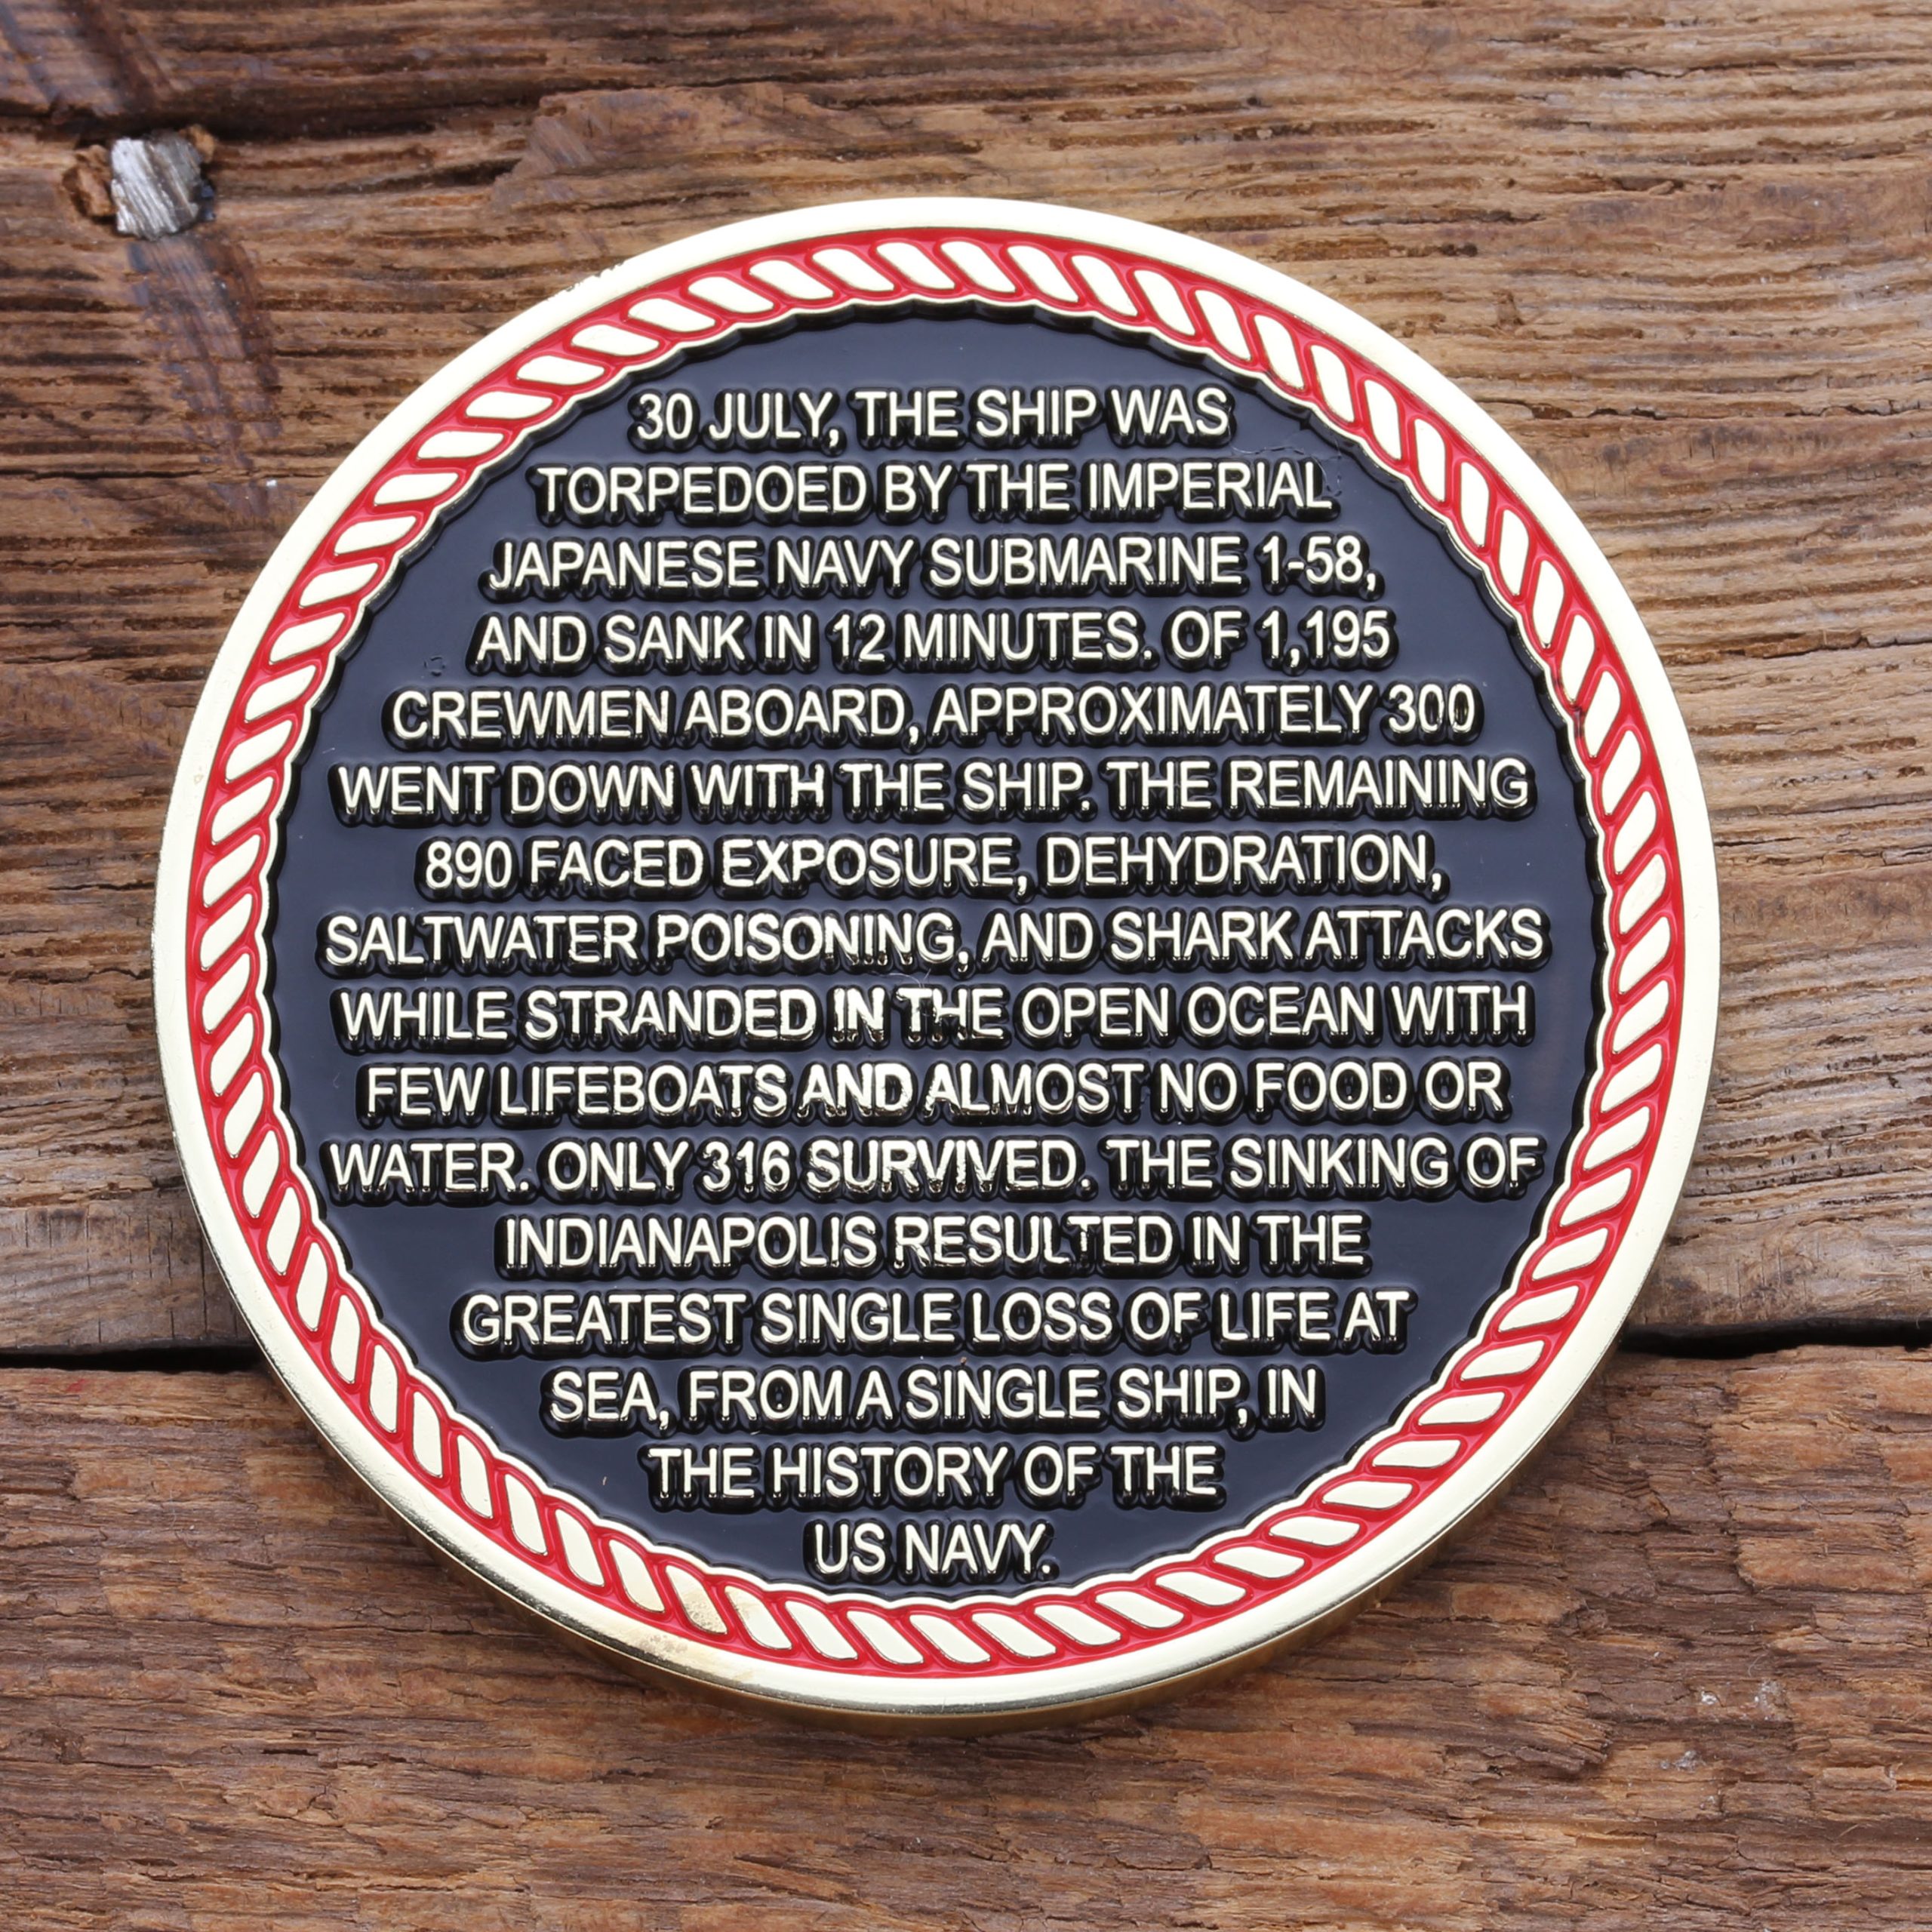 30 JULY, THE SHIP WAS
TORPEDOED BY THE IMPERIAL
JAPANESE NAVY SUBMARINE 1-58,
AND SANK IN 12 MINUTES. OF 1,195
CREWMEN ABOARD, APPROXIMATELY 300
WENT DOWN WITH THE SHIP. THE REMAINING
890 FACED EXPOSURE, DEHYDRATION,
SALTWATER POISONING, AND SHARK ATTACKS
WHILE STRANDED IN THE OPEN OCEAN WITH
FEW LIFEBOATS AND ALMOST NO FOOD OR
WATER. ONLY 316 SURVIVED. THE SINKING OF
INDIANAPOLIS RESULTED IN THE
GREATEST SINGLE LOSS OF LIFE AT
SEA, FROM A SINGLE SHIP, IN
THE HISTORY OF THE
US NAVY.